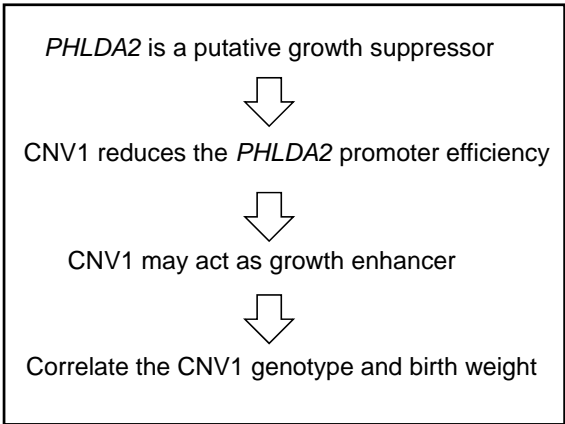 PHLDA2 is a putative growth suppressor
CNV1 reduces the PHLDA2 promoter efficiency
CNV1 may act as growth enhancer
Correlate the CNV1 genotype and birth weight